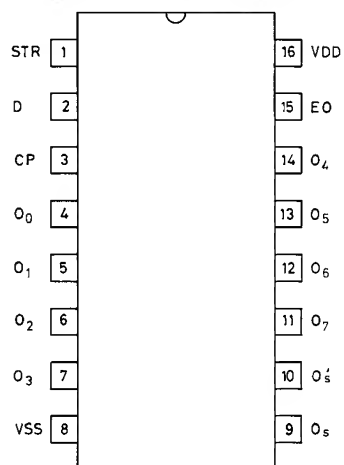 STR 1 16 VDD
D 2 15 EO
CP 3 14 O4
O0 4 13 O5
O1 5 12 O6
O2 6 11 O7
O3 7 10 O's
VSS 8 9 Os